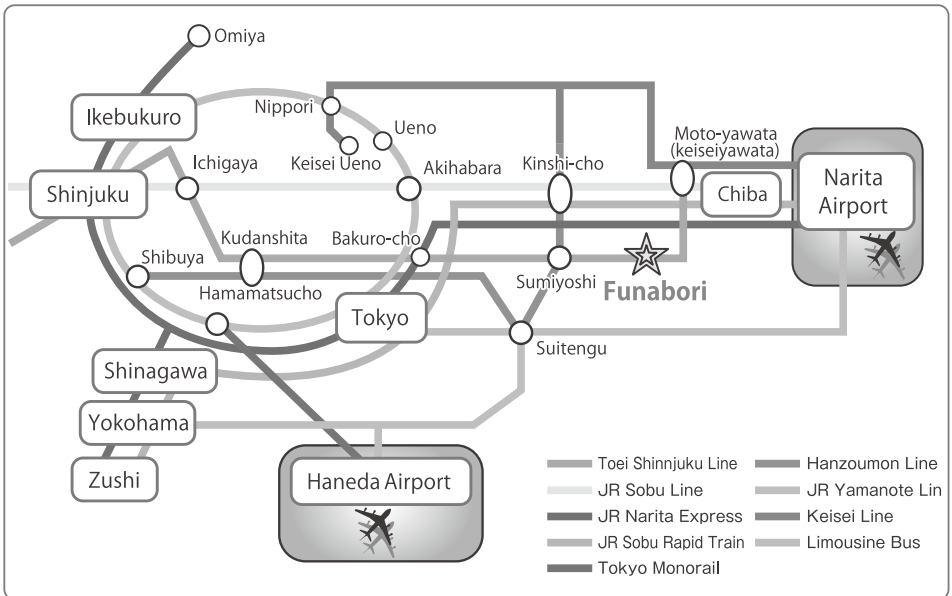 Omiya
Ikebukuro
Nippori
Ueno
Keisei Ueno
Moto-yawata
(keiseiyawata)
Ichigaya
Akihabara
Kinshi-cho
Shinjuku
Chiba
Narita
Airport
Kudanshita
Bakuro-cho
Shibuya
Hamamatsucho
Sumiyoshi
Funabori
Tokyo
Suitengu
Shinagawa
Yokohama
Zushi
Haneda Airport
Toei Shinnjuku Line
JR Sobu Line
JR Narita Express
JR Sobu Rapid Train
Tokyo Monorail
Hanzoumon Line
JR Yamanote Lin
Keisei Line
Limousine Bus